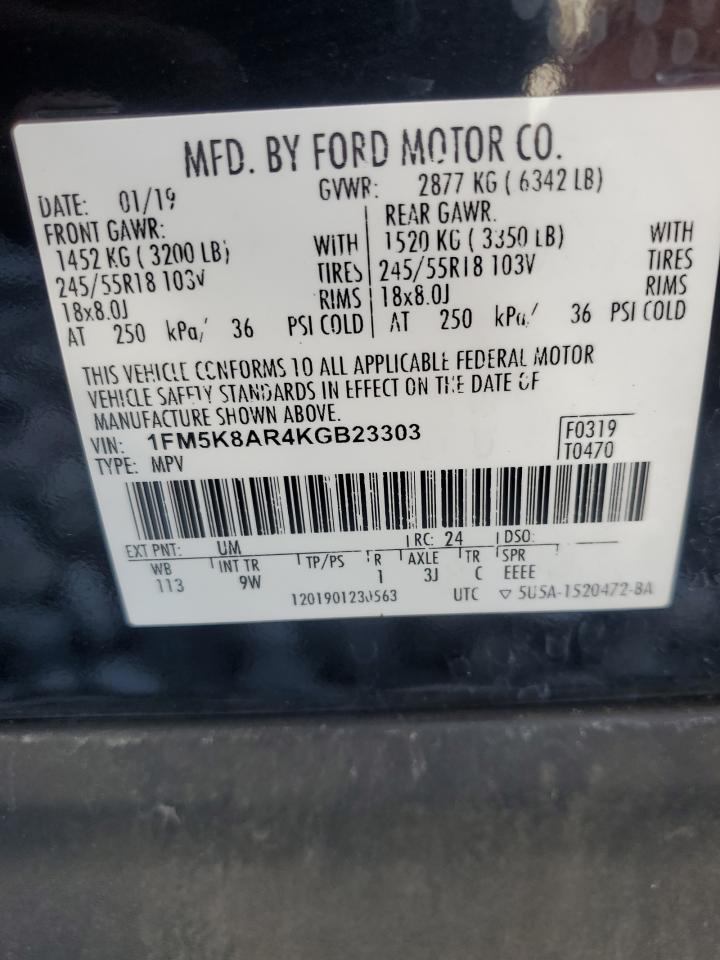 MFD. BY FORD MOTOR CO.
DATE: 01/19 GVWR: 2877 KG ( 6342 LB)
FRONT GAWR: REAR GAWR.
1452 KG ( 3200 LB) WITH 1520 KG ( 3350 LB) WITH
245/55R18 103V TIRES 245/55R18 103V TIRES
18x8.0J RIMS 18x8.0J RIMS
AT 250 kPa/ 36 PSI COLD AT 250 kPa/ 36 PSI COLD
THIS VEHICLE CONFORMS TO ALL APPLICABLE FEDERAL MOTOR
VEHICLE SAFETY STANDARDS IN EFFECT ON THE DATE OF
MANUFACTURE SHOWN ABOVE.
VIN: 1FM5K8AR4KGB23303 F0319
TYPE: MPV T0470
EXT PNT: UM RC: 24 DSO:
WB INT TR TP/PS R AXLE TR SPR
113 9W 1 3J C EEEE
1201901230563 UTC ▽ 5U5A-1520472-BA